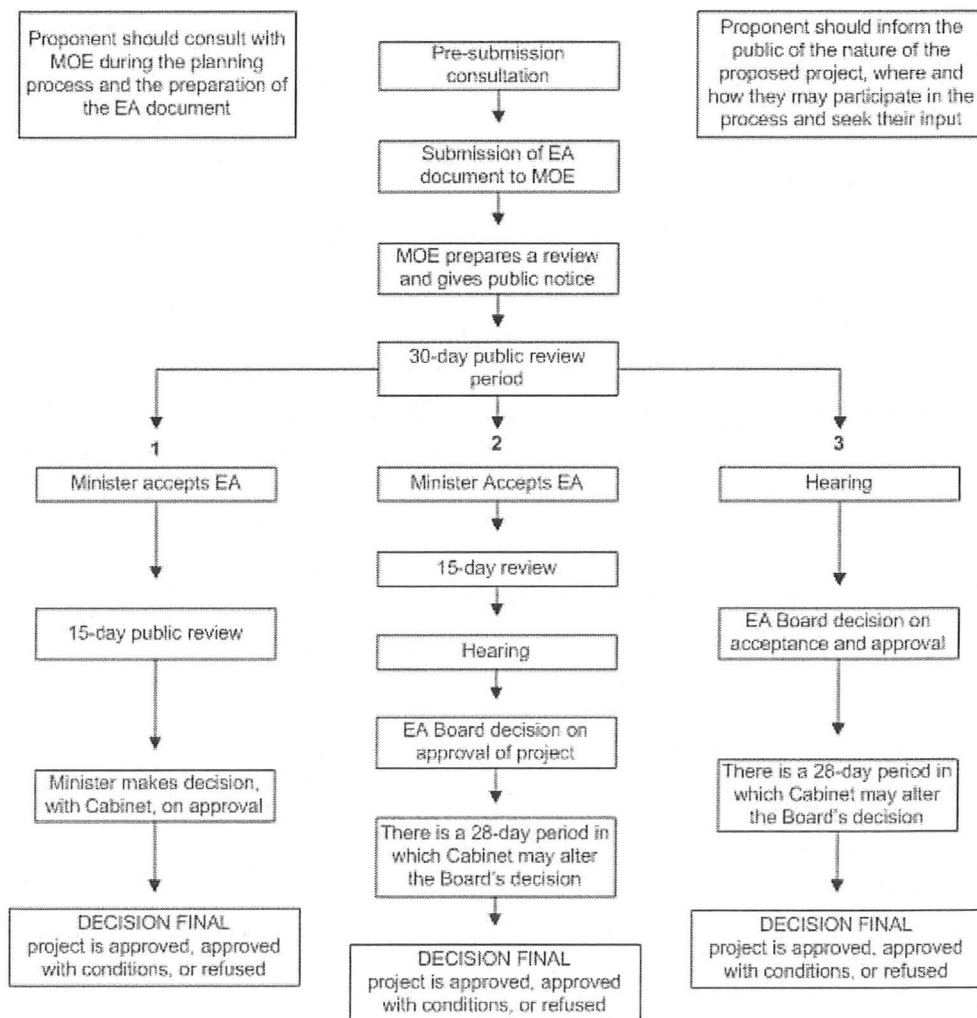 Proponent should consult with
MOE during the planning
process and the preparation of
the EA document
Pre-submission
consultation
Proponent should inform the
public of the nature of the
proposed project, where and
how they may participate in the
process and seek their input
Submission of EA
document to MOE
MOE prepares a review
and gives public notice
30-day public review
period
1
Minister accepts EA
15-day public review
Minister makes decision,
with Cabinet, on approval
DECISION FINAL
project is approved, approved
with conditions, or refused
2
Minister Accepts EA
15-day review
Hearing
EA Board decision on
approval of project
There is a 28-day period in
which Cabinet may alter
the Board's decision
DECISION FINAL
project is approved, approved
with conditions, or refused
3
Hearing
EA Board decision on
acceptance and approval
There is a 28-day period in
which Cabinet may alter
the Board's decision
DECISION FINAL
project is approved, approved
with conditions, or refused